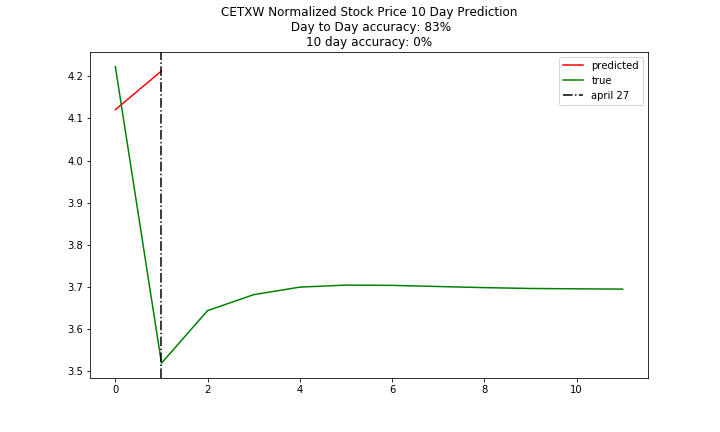 CETXW Normalized Stock Price 10 Day Prediction
Day to Day accuracy: 83%
10 day accuracy: 0%
predicted
true
april 27
4.2
4.1
4.0
3.9
3.8
3.7
3.6
3.5
0 2 4 6 8 10